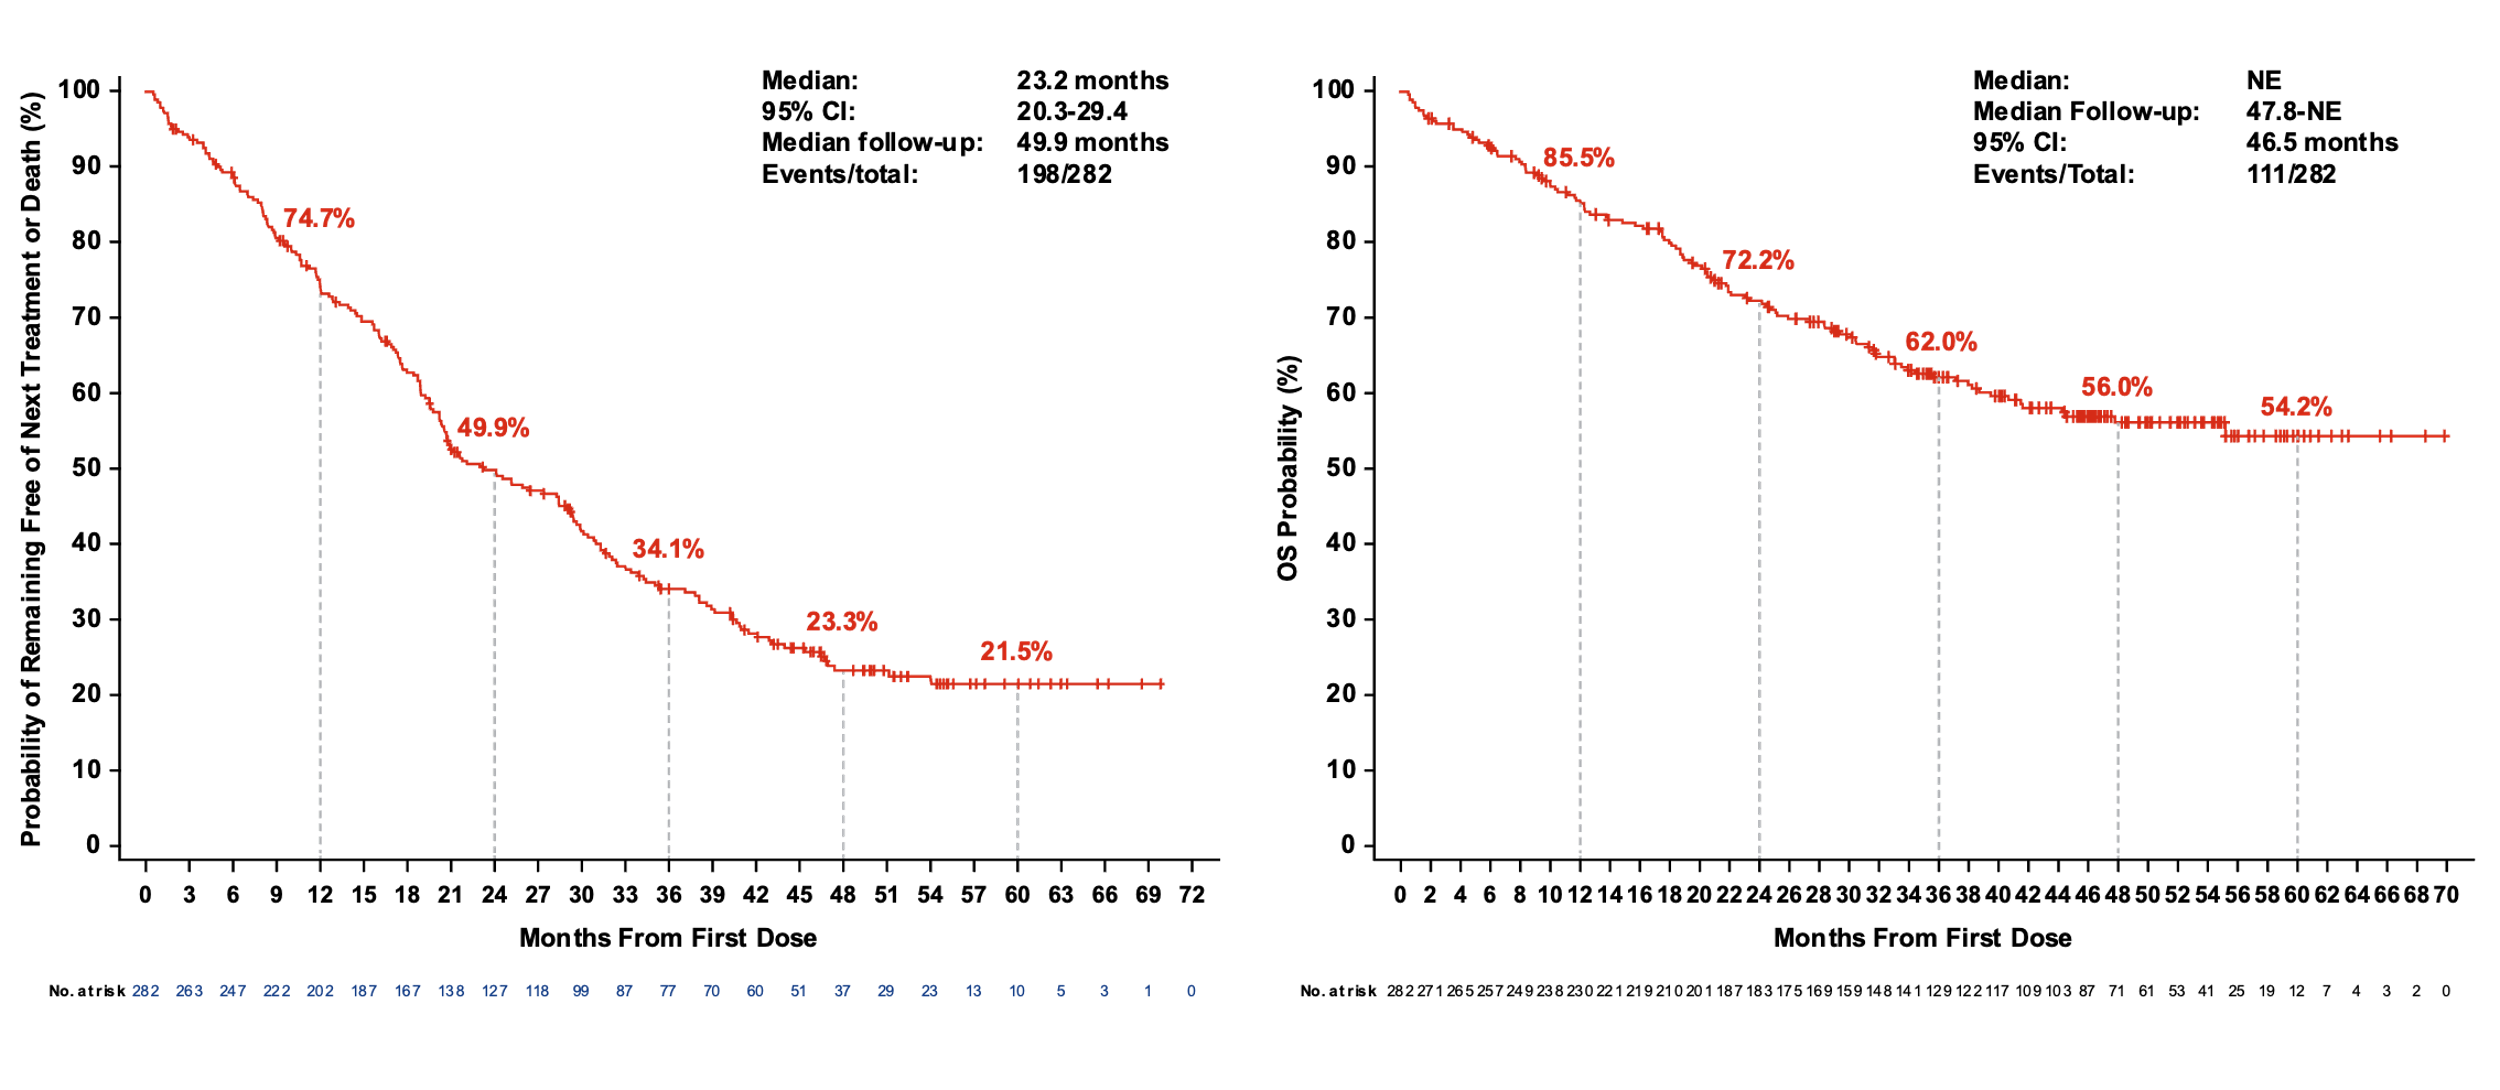 Probability of Remaining Free of Next Treatment or Death (%)
100
90
80
70
60
50
40
30
20
10
0
Median: 23.2 months
95% CI: 20.3-29.4
Median follow-up: 49.9 months
Events/total: 198/282
74.7%
49.9%
34.1%
23.3%
21.5%
0 3 6 9 12 15 18 21 24 27 30 33 36 39 42 45 48 51 54 57 60 63 66 69 72
Months From First Dose
No. at risk 282 263 247 222 202 187 167 138 127 118 99 87 77 70 60 51 37 29 23 13 10 5 3 1 0
OS Probability (%)
100
90
80
70
60
50
40
30
20
10
0
Median: NE
Median Follow-up: 47.8-NE
95% CI: 46.5 months
Events/Total: 111/282
85.5%
72.2%
62.0%
56.0%
54.2%
0 2 4 6 8 10 12 14 16 18 20 22 24 26 28 30 32 34 36 38 40 42 44 46 48 50 52 54 56 58 60 62 64 66 68 70
Months From First Dose
No. at risk 282 271 265 257 249 238 230 221 219 210 201 187 183 175 169 159 148 141 129 122 117 109 103 87 71 61 53 41 25 19 12 7 4 3 2 0